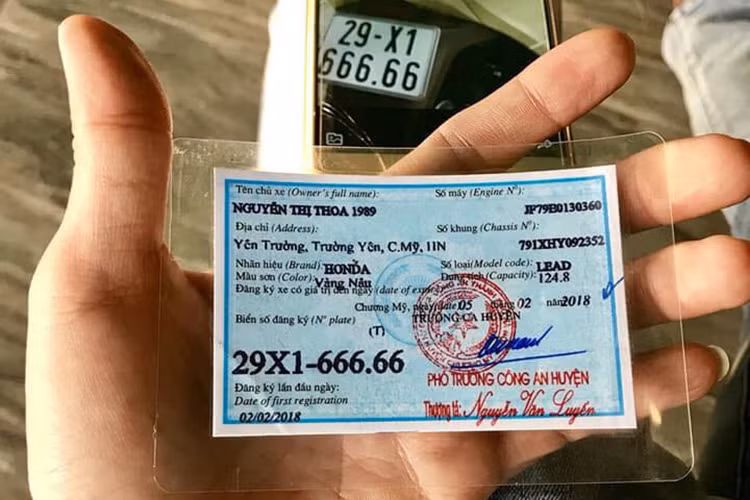 29-X1
666.66
Tên chủ xe (Owner's full name): Số máy (Engine N°):
NGUYỄN THỊ THOA 1989 JF79E0130360
Địa chỉ (Address): Số khung (Chassis N°):
Yên Trường, Trường Yên, C.Mỹ, HN 791XHY092352
Nhãn hiệu (Brand): HONDA Số loại (Model code): LEAD
Màu sơn (Color): Vàng Nâu Dung tích (Capacity): 124.8
Đăng ký xe có giá trị đến ngày (date of
Chương Mỹ, ngày (date) 05 tháng 02 năm 2018
Biển số đăng ký (N° plate) TRƯỞNG CA HUYỆN
(T)
29X1-666.66
Đăng ký lần đầu ngày: PHÓ TRƯỞNG CÔNG AN HUYỆN
Date of first registration Thượng tá: Nguyễn Văn Luyện
02/02/2018